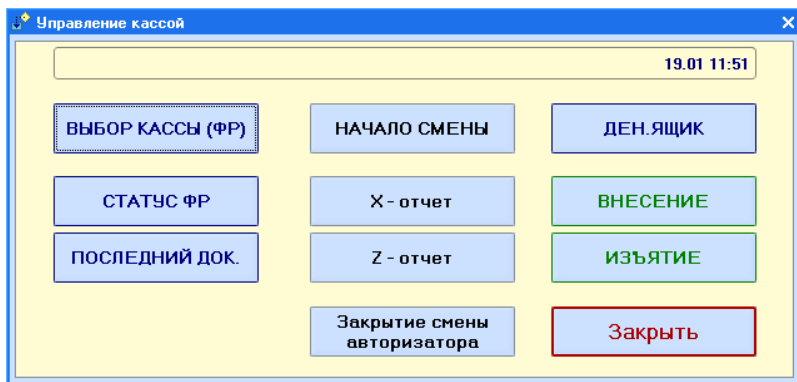 Управление кассой
19.01 11:51
ВЫБОР КАССЫ (ФР)
НАЧАЛО СМЕНЫ
ДЕН.ЯЩИК
СТАТУС ФР
X - отчет
ВНЕСЕНИЕ
ПОСЛЕДНИЙ ДОК.
Z - отчет
ИЗЪЯТИЕ
Закрытие смены
авторизатора
Закрыть